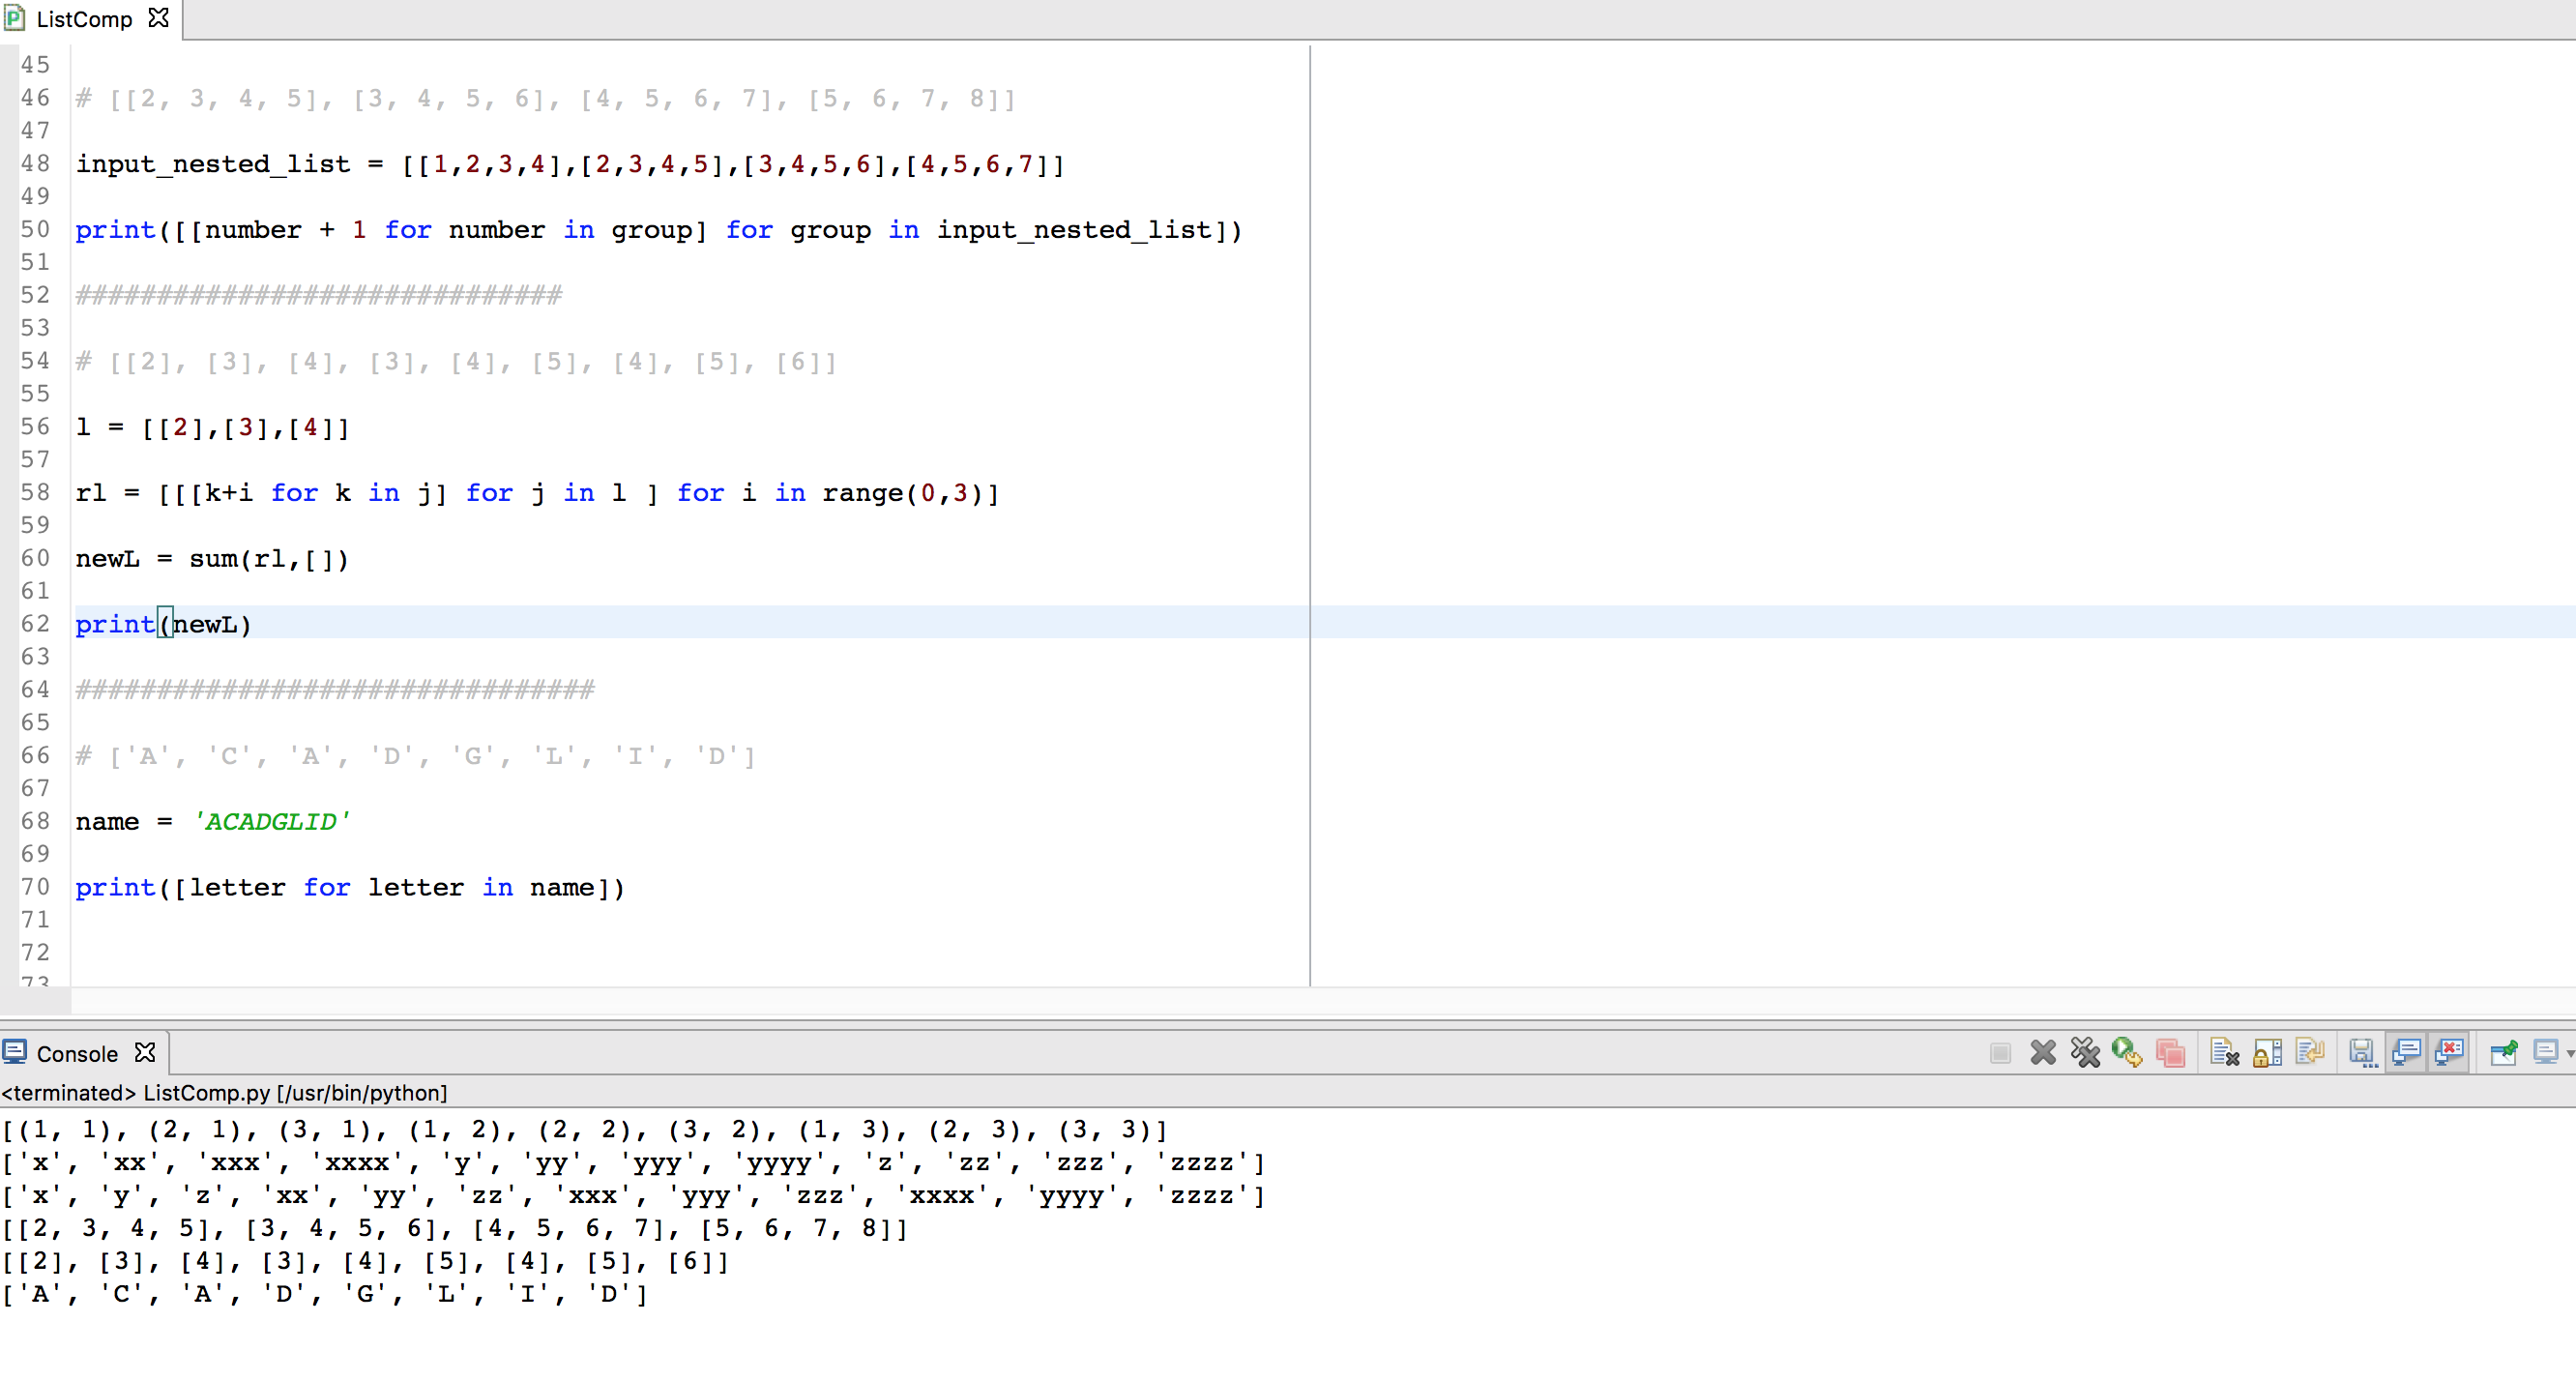 ListComp
45
46 # [[2, 3, 4, 5], [3, 4, 5, 6], [4, 5, 6, 7], [5, 6, 7, 8]]
47
48 input_nested_list = [[1,2,3,4],[2,3,4,5],[3,4,5,6],[4,5,6,7]]
49
50 print([[number + 1 for number in group] for group in input_nested_list])
51
52 ##############################
53
54 # [[2], [3], [4], [3], [4], [5], [4], [5], [6]]
55
56 l = [[2],[3],[4]]
57
58 rl = [[[k+i for k in j] for j in l ] for i in range(0,3)]
59
60 newL = sum(rl,[])
61
62 print(newL)
63
64 ################################
65
66 # ['A', 'C', 'A', 'D', 'G', 'L', 'I', 'D']
67
68 name = 'ACADGLID'
69
70 print([letter for letter in name])
71
72
73
Console
<terminated> ListComp.py [/usr/bin/python]
[(1, 1), (2, 1), (3, 1), (1, 2), (2, 2), (3, 2), (1, 3), (2, 3), (3, 3)]
['x', 'xx', 'xxx', 'xxxx', 'y', 'yy', 'yyy', 'yyyy', 'z', 'zz', 'zzz', 'zzzz']
['x', 'y', 'z', 'xx', 'yy', 'zz', 'xxx', 'yyy', 'zzz', 'xxxx', 'yyyy', 'zzzz']
[[2, 3, 4, 5], [3, 4, 5, 6], [4, 5, 6, 7], [5, 6, 7, 8]]
[[2], [3], [4], [3], [4], [5], [4], [5], [6]]
['A', 'C', 'A', 'D', 'G', 'L', 'I', 'D']